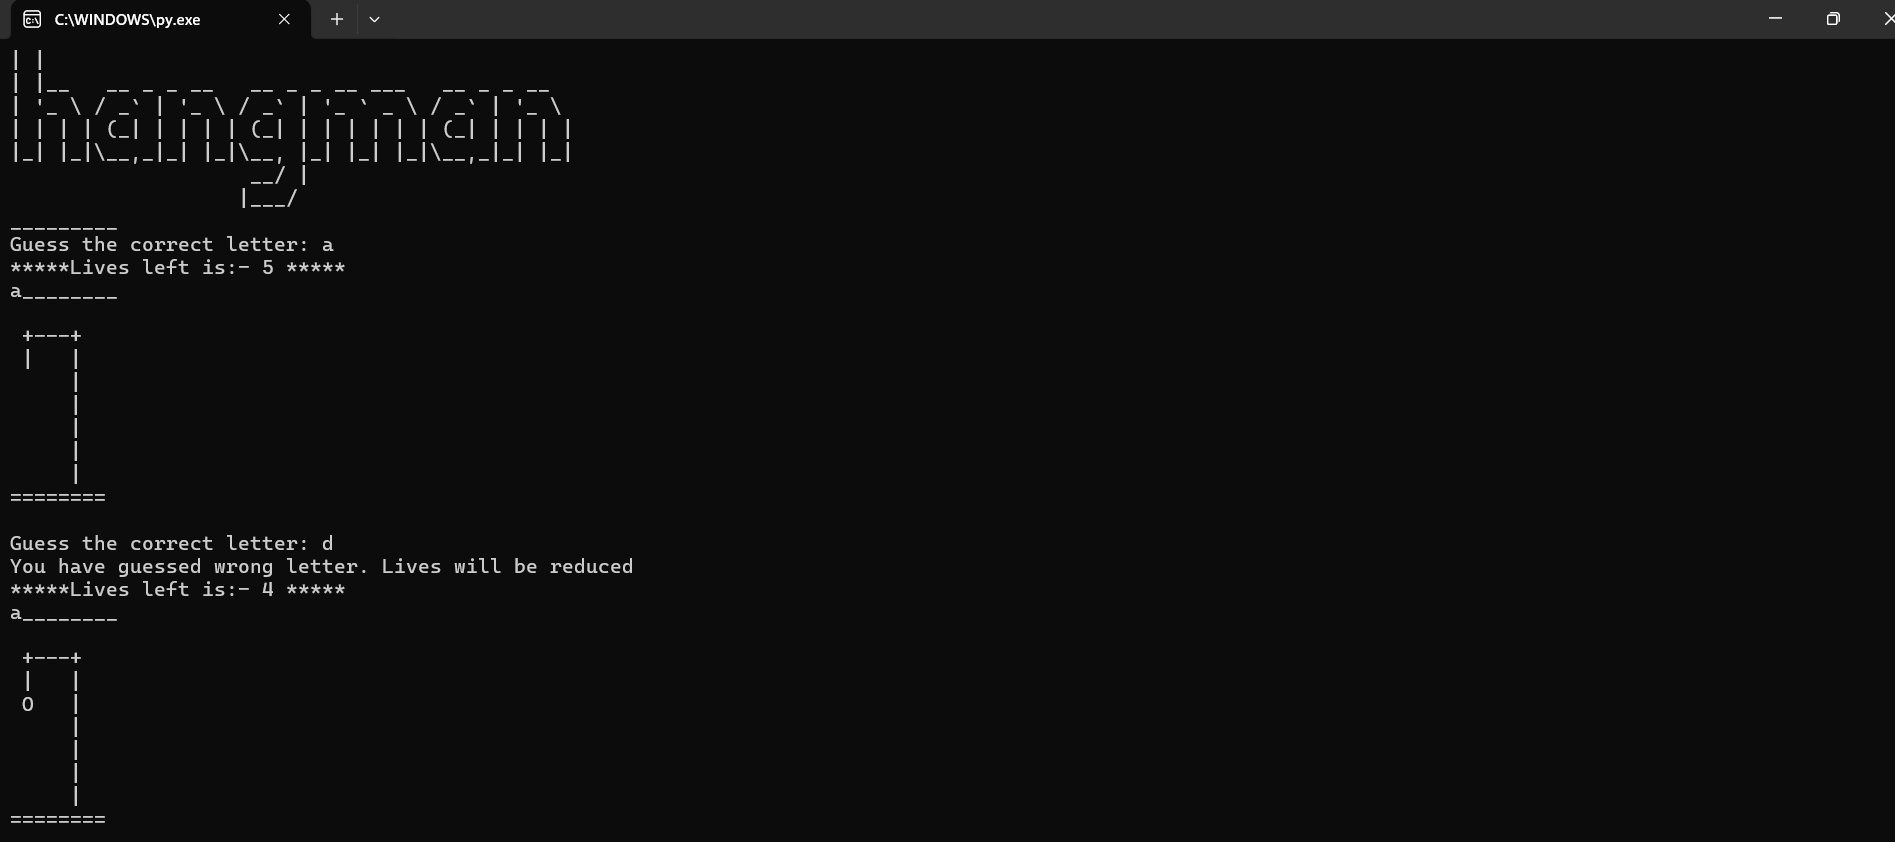 C:\WINDOWS\py.exe
| |
| |__   __ _ _ __   __ _ _ __ ___   __ _ _ __
| '_ \ / _` | '_ \ / _` | '_ ` _ \ / _` | '_ \
| | | | (_| | | | | (_| | | | | | | (_| | | | |
|_| |_|\__,_|_| |_|\__, |_| |_| |_|\__,_|_| |_|
                    __/ |
                   |___/
_________
Guess the correct letter: a
*****Lives left is:- 5 *****
a________
 +---+
 |   |
     |
     |
     |
     |
     |
========
Guess the correct letter: d
You have guessed wrong letter. Lives will be reduced
*****Lives left is:- 4 *****
a________
 +---+
 |   |
 O   |
     |
     |
     |
     |
========